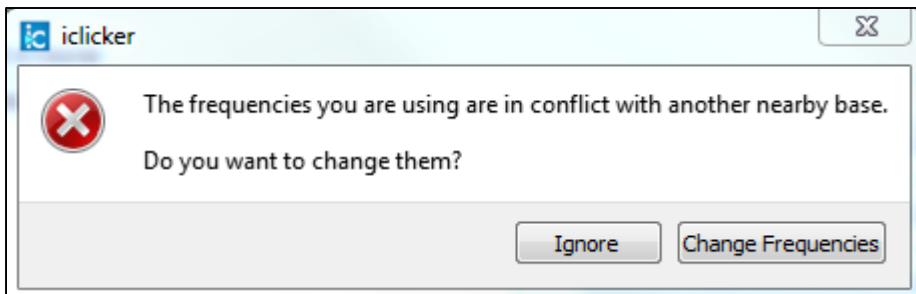 iclicker
The frequencies you are using are in conflict with another nearby base.
Do you want to change them?
Ignore
Change Frequencies